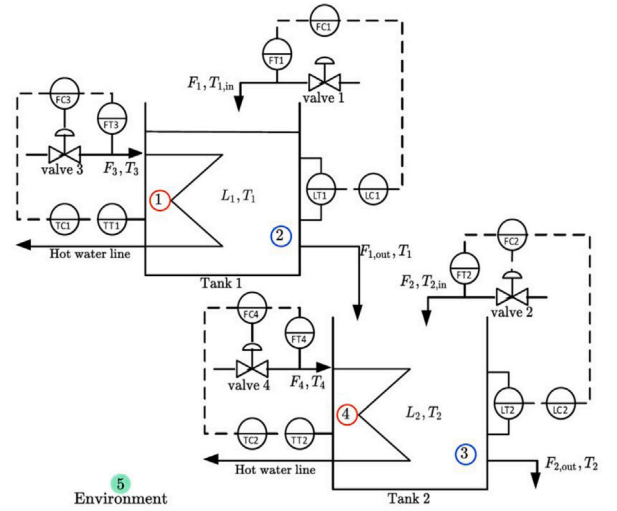 FC1
FT1
F₁, T₁,in
valve 1
FC3
FT3
valve 3
F₃, T₃
1
L₁, T₁
LT1
LC1
TC1
TT1
2
Hot water line
F₁,out, T₁
Tank 1
FC2
FT2
F₂, T₂,in
valve 2
FC4
FT4
valve 4
F₄, T₄
4
L₂, T₂
LT2
LC2
TC2
TT2
3
Hot water line
F₂,out, T₂
Tank 2
5
Environment